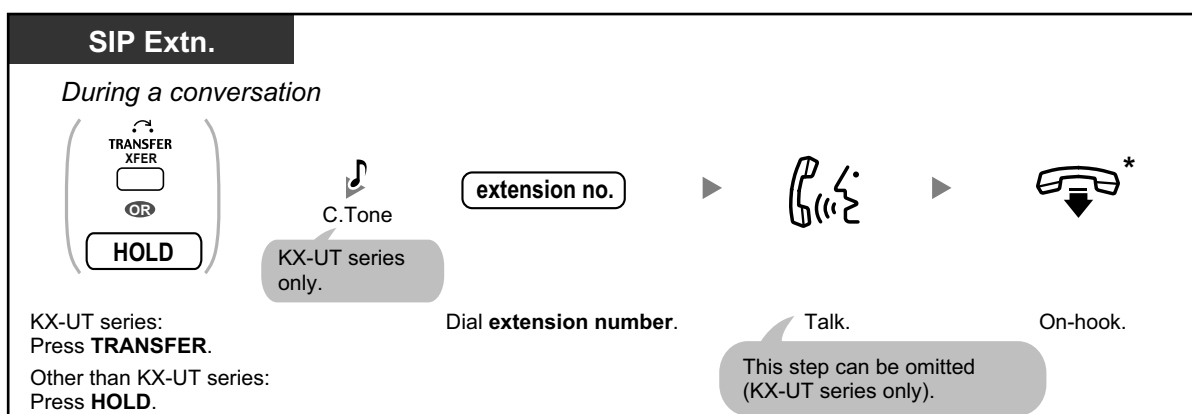 SIP Extn.
During a conversation
TRANSFER
XFER
OR
HOLD
C.Tone
KX-UT series
only.
extension no.
*
KX-UT series:
Press TRANSFER.
Other than KX-UT series:
Press HOLD.
Dial extension number.
Talk.
This step can be omitted
(KX-UT series only).
On-hook.